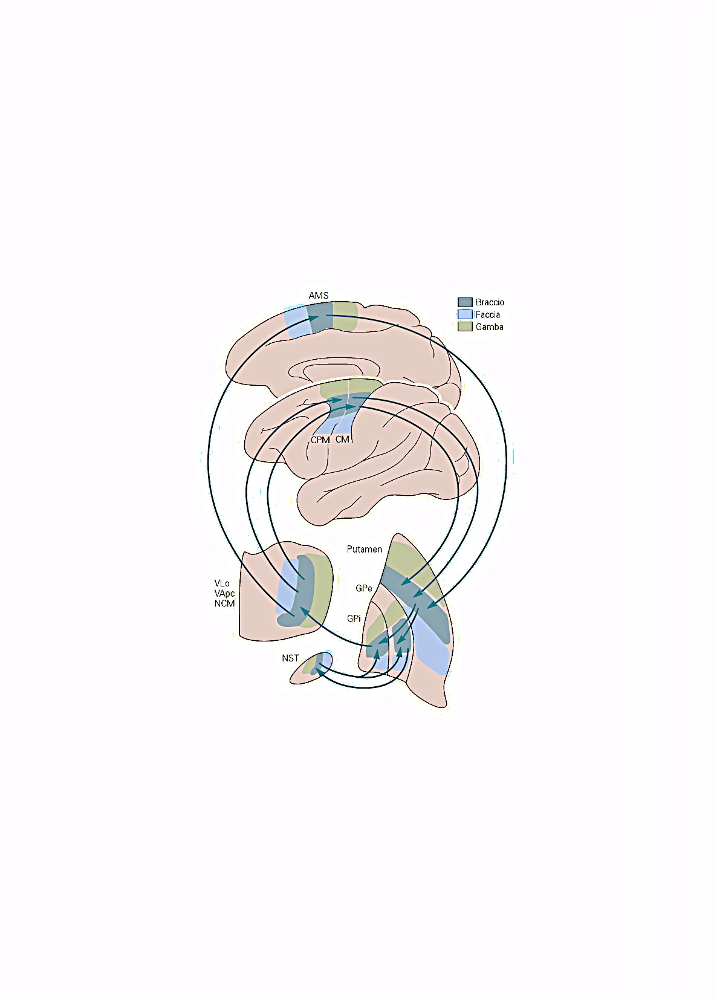 AMS
Braccio
Faccia
Gamba
CPM CM
Putamen
GPe
GPi
VLo
VApc
NCM
NST